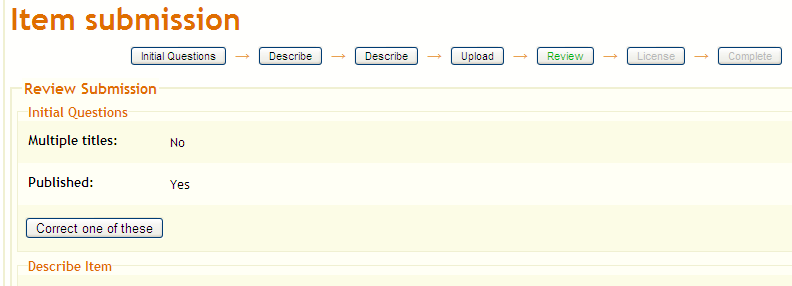 Item submission
Initial Questions → Describe → Describe → Upload → Review → License → Complete
Review Submission
Initial Questions
Multiple titles: No
Published: Yes
Correct one of these
Describe Item